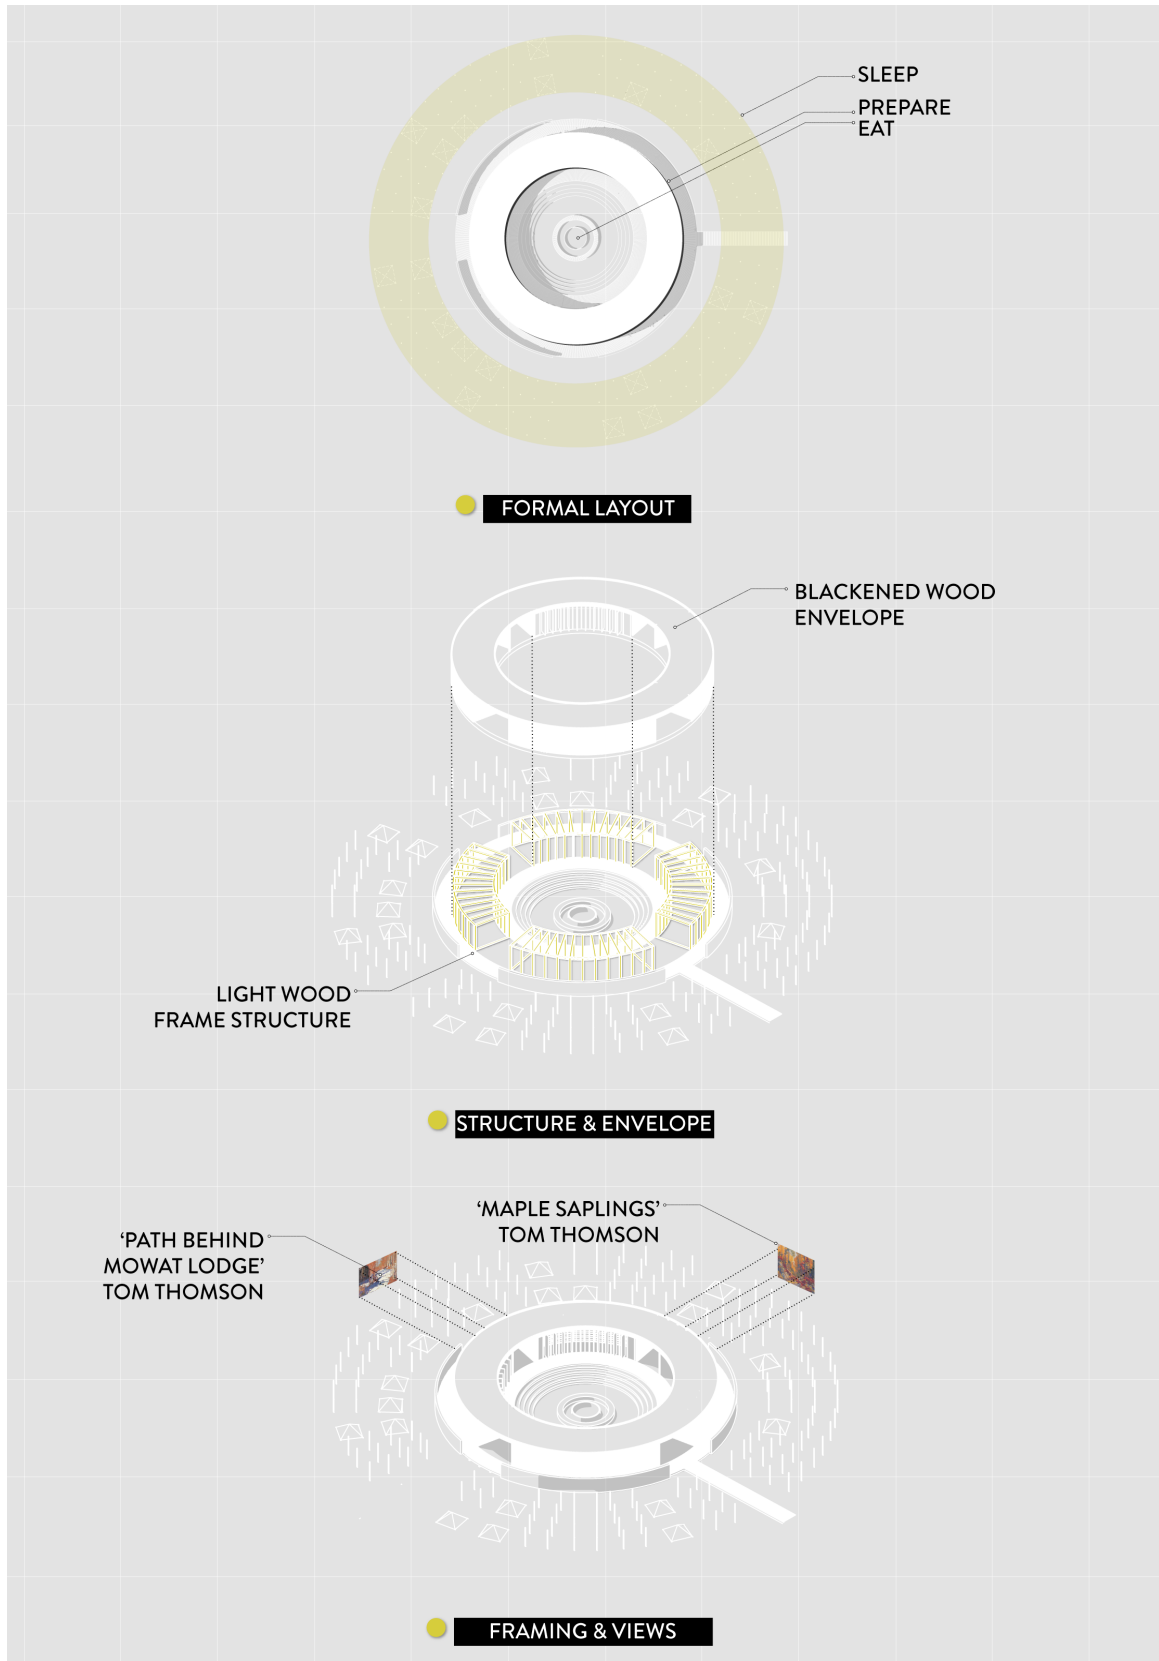 SLEEP
PREPARE
EAT
FORMAL LAYOUT
BLACKENED WOOD
ENVELOPE
LIGHT WOOD
FRAME STRUCTURE
STRUCTURE & ENVELOPE
‘MAPLE SAPLINGS’
TOM THOMSON
‘PATH BEHIND
MOWAT LODGE’
TOM THOMSON
FRAMING & VIEWS